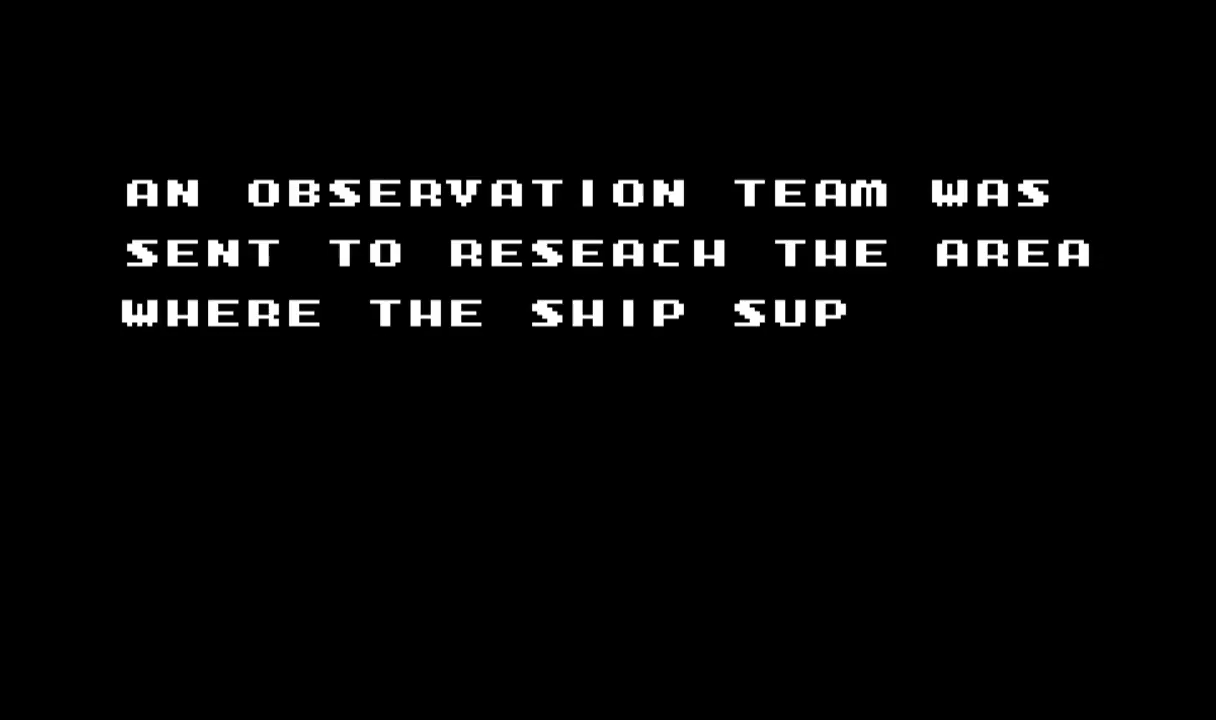 AN OBSERVATION TEAM WAS
SENT TO RESEACH THE AREA
WHERE THE SHIP SUP